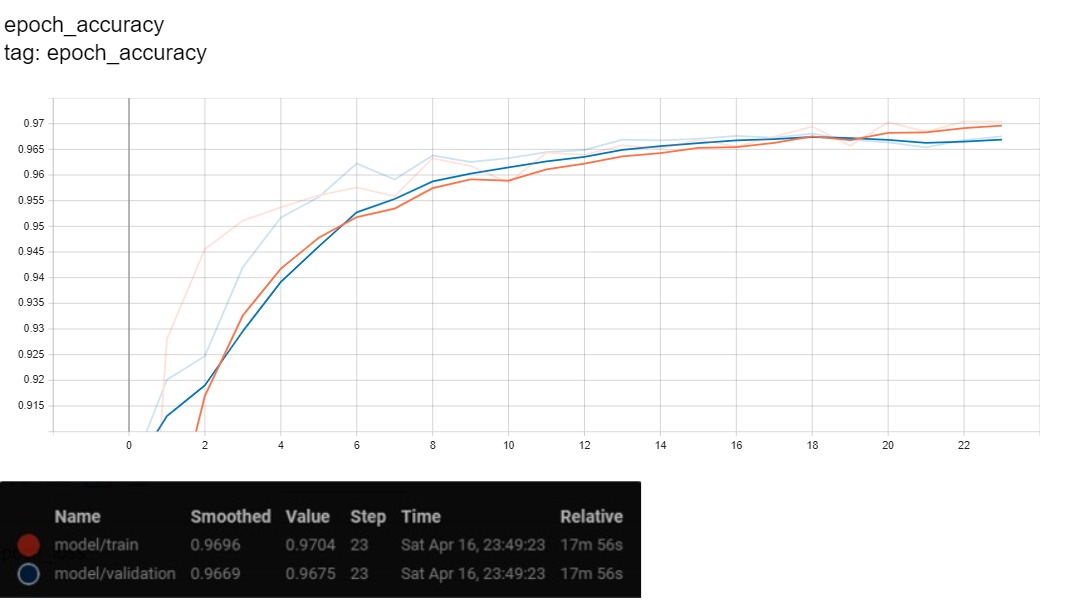 epoch_accuracy
tag: epoch_accuracy
0.97
0.965
0.96
0.955
0.95
0.945
0.94
0.935
0.93
0.925
0.92
0.915
0 2 4 6 8 10 12 14 16 18 20 22
Name Smoothed Value Step Time Relative
model/train 0.9696 0.9704 23 Sat Apr 16, 23:49:23 17m 56s
model/validation 0.9669 0.9675 23 Sat Apr 16, 23:49:23 17m 56s